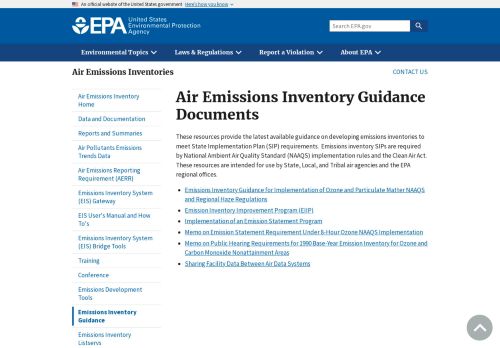 An official website of the United States government Here's how you know
EPA United States
Environmental Protection
Agency
Search EPA.gov
Environmental Topics
Laws & Regulations
Report a Violation
About EPA
Air Emissions Inventories
CONTACT US
Air Emissions Inventory
Home
Data and Documentation
Reports and Summaries
Air Pollutants Emissions
Trends Data
Air Emissions Reporting
Requirement (AERR)
Emissions Inventory System
(EIS) Gateway
EIS User's Manual and How
To's
Emissions Inventory System
(EIS) Bridge Tools
Training
Conference
Emissions Development
Tools
Emissions Inventory
Guidance
Emissions Inventory
Listservs
Air Emissions Inventory Guidance
Documents
These resources provide the latest available guidance on developing emissions inventories to
meet State Implementation Plan (SIP) requirements. Emissions inventory SIPs are required
by National Ambient Air Quality Standard (NAAQS) implementation rules and the Clean Air Act.
These resources are intended for use by State, Local, and Tribal air agencies and the EPA
regional offices.
Emissions Inventory Guidance for Implementation of Ozone and Particulate Matter NAAQS
and Regional Haze Regulations
Emission Inventory Improvement Program (EIIP)
Implementation of an Emission Statement Program
Memo on Emission Statement Requirement Under 8-Hour Ozone NAAQS Implementation
Memo on Public Hearing Requirements for 1990 Base-Year Emission Inventory for Ozone and
Carbon Monoxide Nonattainment Areas
Sharing Facility Data Between Air Data Systems